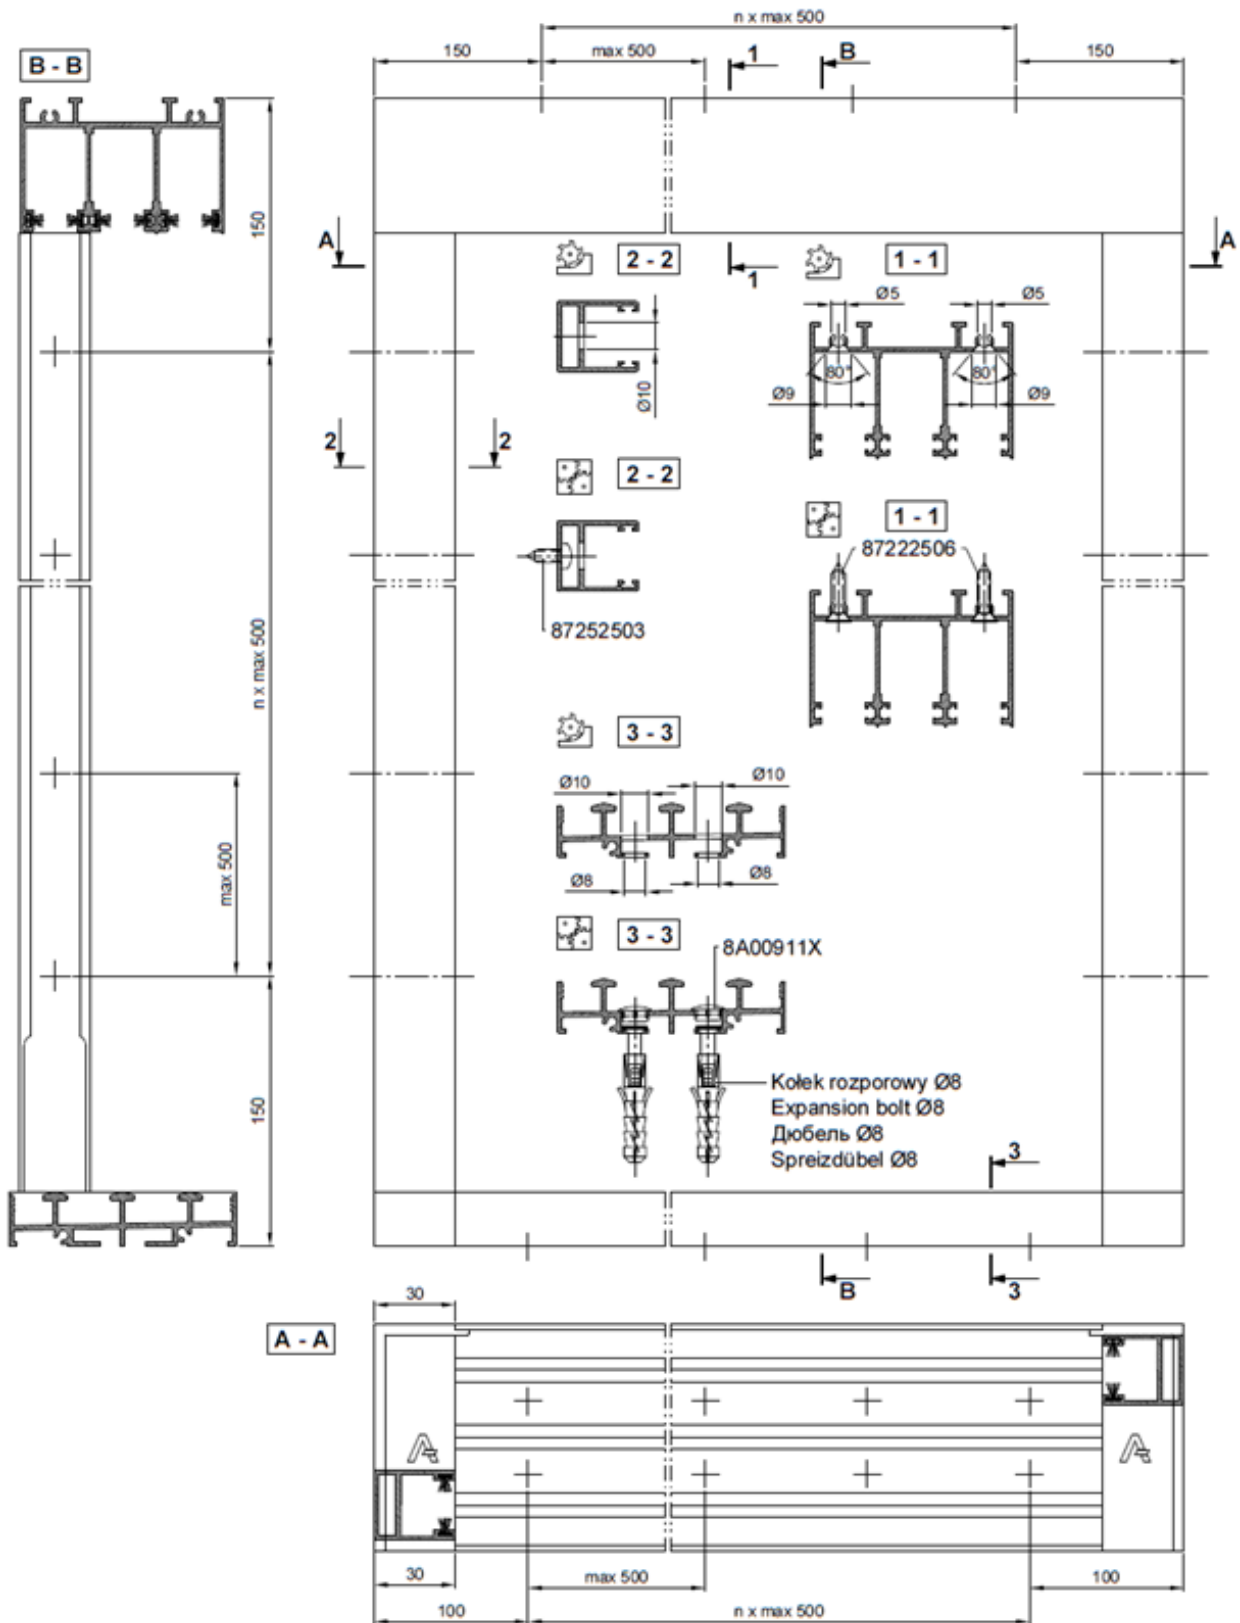 n x max 500
150
max 500
1
B
150
B - B
150
A
2 - 2
1
1 - 1
A
Ø5
Ø5
80°
80°
Ø10
Ø9
Ø9
2
2
2 - 2
1 - 1
87222506
87252503
n x max 500
3 - 3
Ø10
Ø10
max 500
Ø8
Ø8
3 - 3
8A00911X
Kołek rozporowy Ø8
Expansion bolt Ø8
Дюбель Ø8
Spreizdübel Ø8
150
3
B
3
30
A - A
30
max 500
100
100
n x max 500